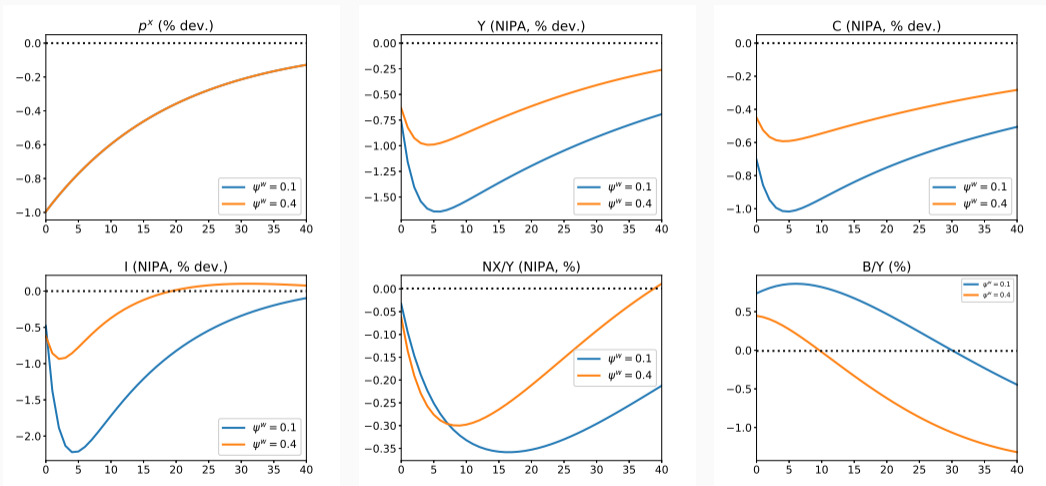 p^x (% dev.)
0.0
−0.2
−0.4
−0.6
−0.8
−1.0
0 5 10 15 20 25 30 35 40
ψ^w = 0.1
ψ^w = 0.4
Y (NIPA, % dev.)
0.00
−0.25
−0.50
−0.75
−1.00
−1.25
−1.50
0 5 10 15 20 25 30 35 40
ψ^w = 0.1
ψ^w = 0.4
C (NIPA, % dev.)
0.0
−0.2
−0.4
−0.6
−0.8
−1.0
0 5 10 15 20 25 30 35 40
ψ^w = 0.1
ψ^w = 0.4
I (NIPA, % dev.)
0.0
−0.5
−1.0
−1.5
−2.0
0 5 10 15 20 25 30 35 40
ψ^w = 0.1
ψ^w = 0.4
NX/Y (NIPA, %)
0.00
−0.05
−0.10
−0.15
−0.20
−0.25
−0.30
−0.35
0 5 10 15 20 25 30 35 40
ψ^w = 0.1
ψ^w = 0.4
B/Y (%)
0.5
0.0
−0.5
−1.0
0 5 10 15 20 25 30 35 40
ψ^w = 0.1
ψ^w = 0.4